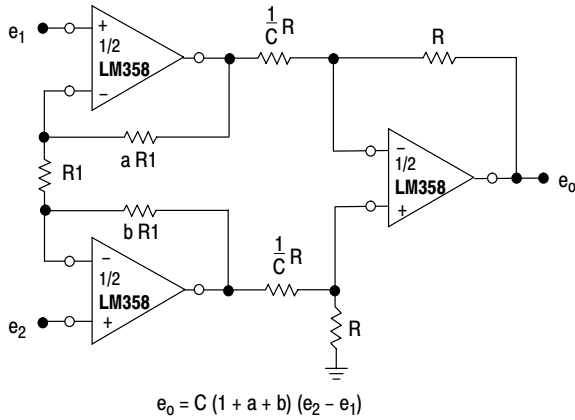 e1
+
1/2
LM358
−
1/C R
R
a R1
R1
−
1/2
LM358
+
eo
b R1
−
1/2
LM358
+
e2
1/C R
R
eo = C (1 + a + b) (e2 − e1)